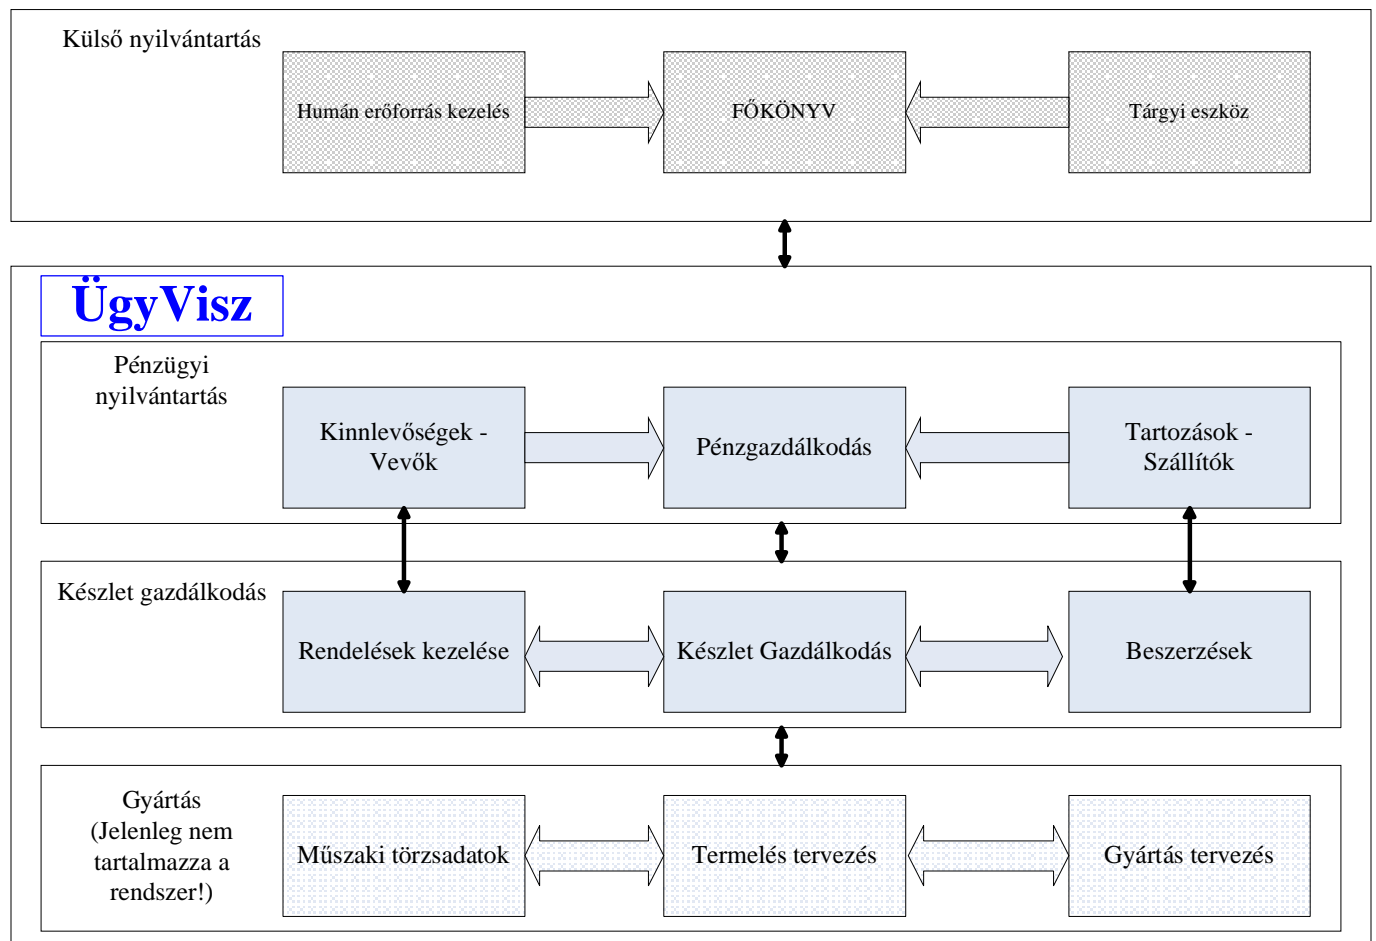 Külső nyilvántartás
Humán erőforrás kezelés
FŐKÖNYV
Tárgyi eszköz
ÜgyVisz
Pénzügyi
nyilvántartás
Kinnlevőségek -
Vevők
Pénzgazdálkodás
Tartozások -
Szállítók
Készlet gazdálkodás
Rendelések kezelése
Készlet Gazdálkodás
Beszerzések
Gyártás
(Jelenleg nem
tartalmazza a
rendszer!)
Műszaki törzsadatok
Termelés tervezés
Gyártás tervezés